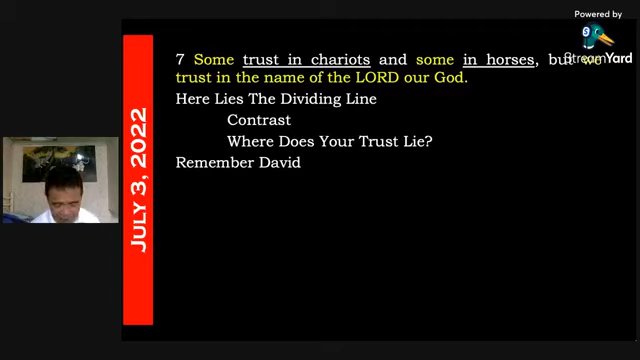 Powered by
StreamYard
7 Some trust in chariots and some in horses, but we
trust in the name of the LORD our God.
Here Lies The Dividing Line
Contrast
Where Does Your Trust Lie?
Remember David
JULY 3, 2022